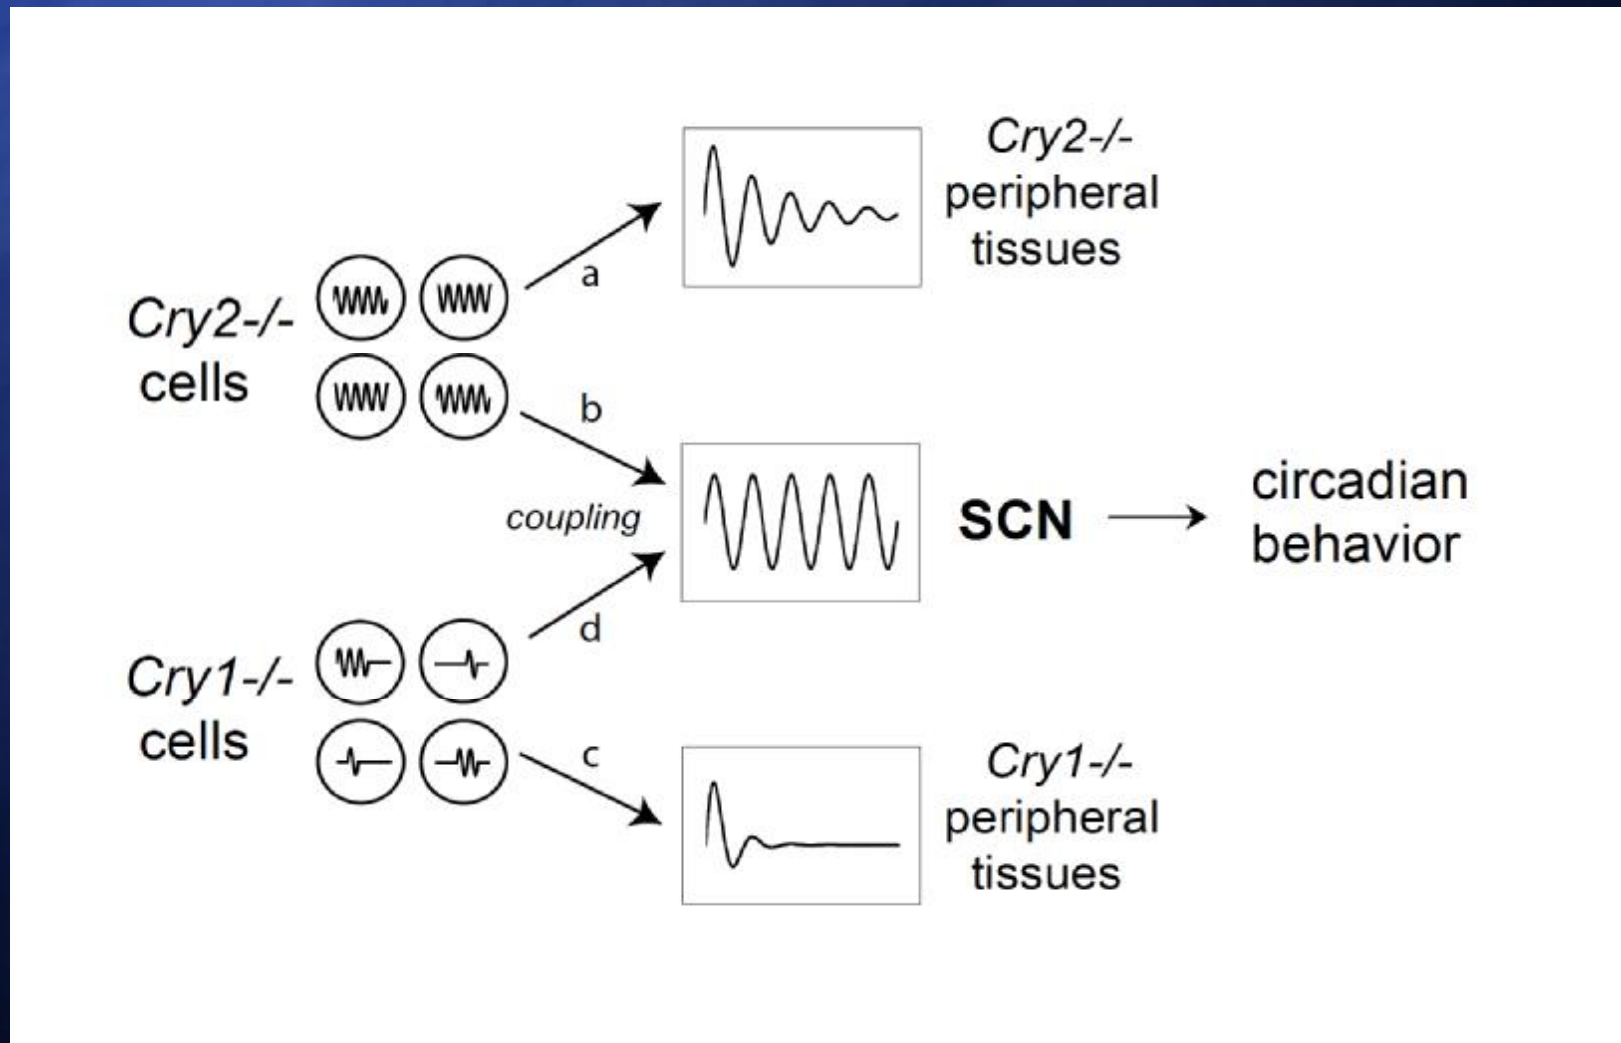 Cry2-/-
peripheral
tissues
a
Cry2-/-
cells
b
coupling
SCN
circadian
behavior
d
Cry1-/-
cells
c
Cry1-/-
peripheral
tissues